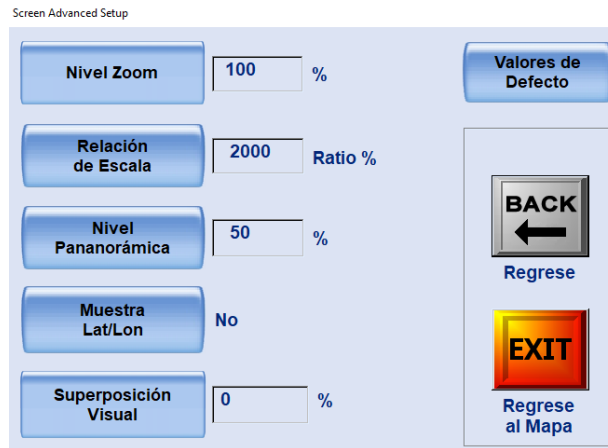 Screen Advanced Setup
Nivel Zoom
100
%
Valores de
Defecto
Relación
de Escala
2000
Ratio %
Nivel
Pananorámica
50
%
BACK
Regrese
Muestra
Lat/Lon
No
EXIT
Regrese
al Mapa
Superposición
Visual
0
%